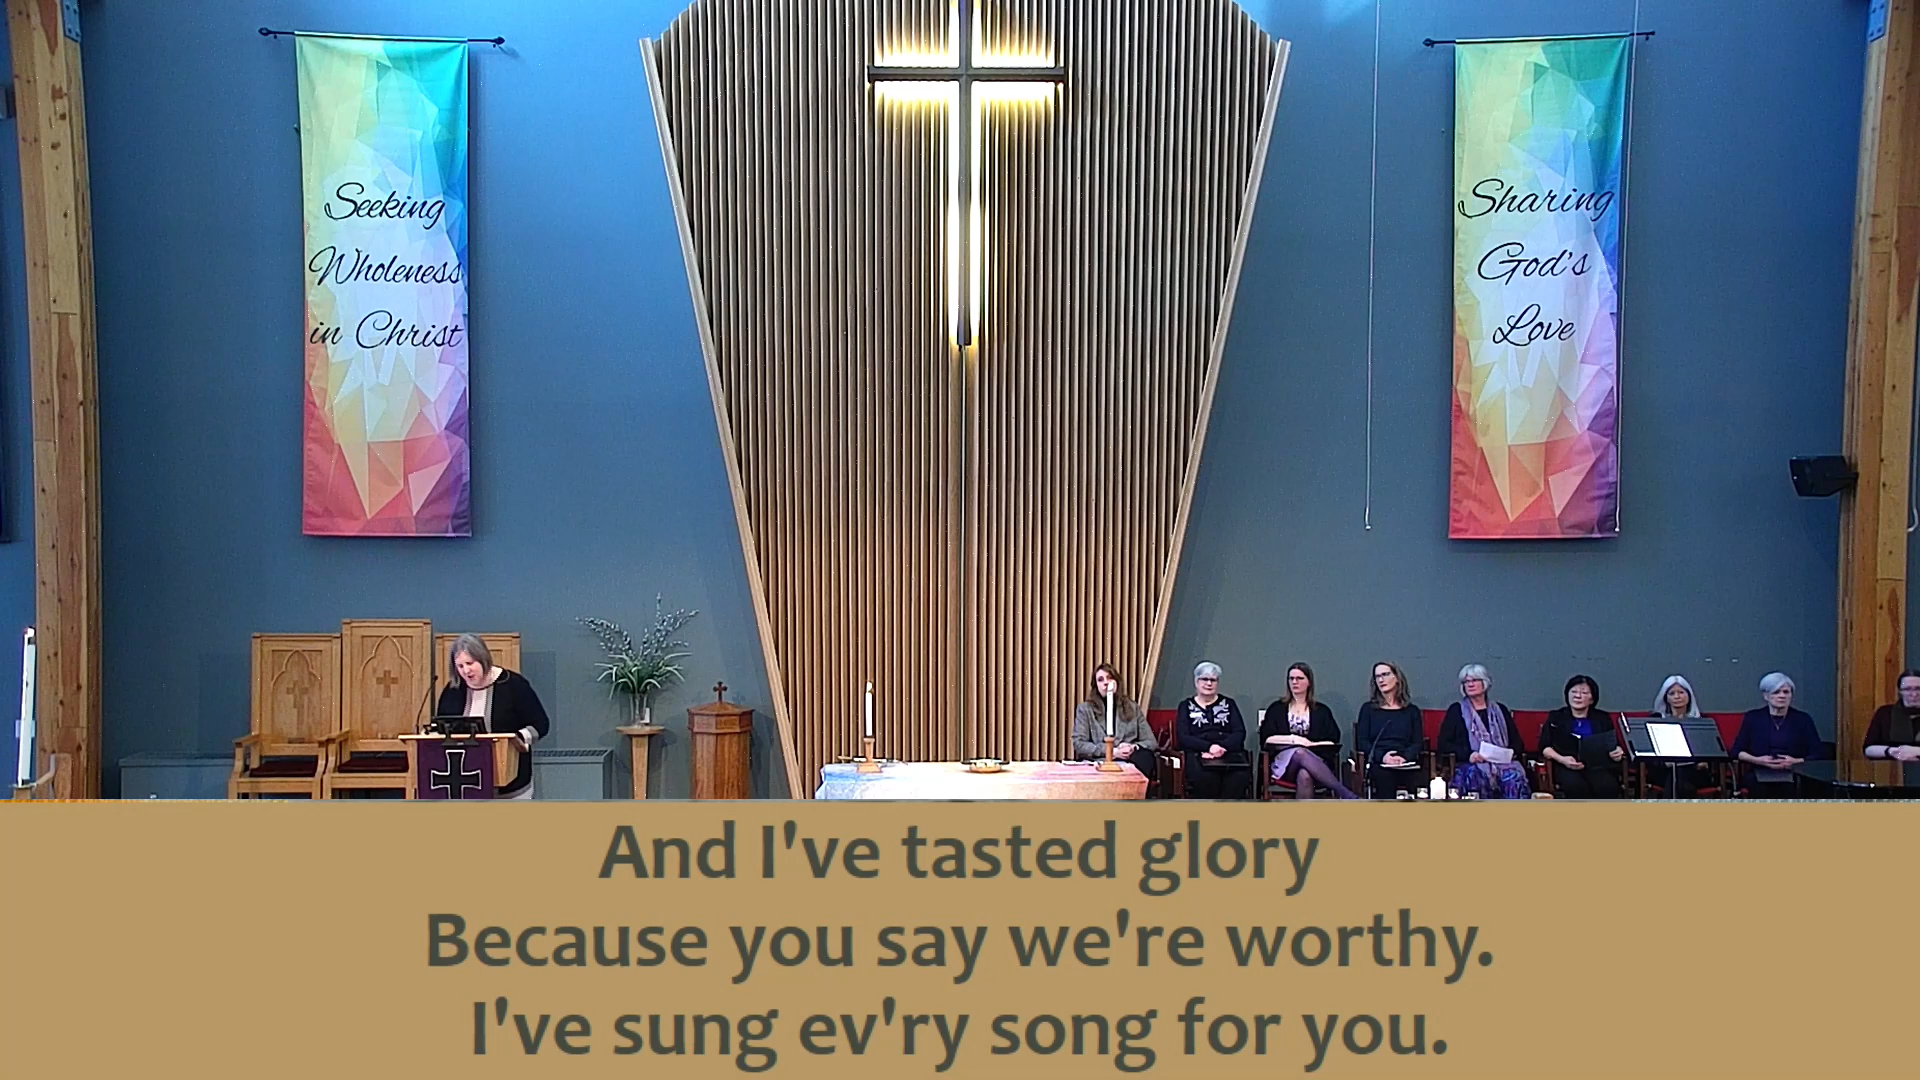 Seeking
Wholeness
in Christ
Sharing
God's
Love
And I've tasted glory
Because you say we're worthy.
I've sung ev'ry song for you.